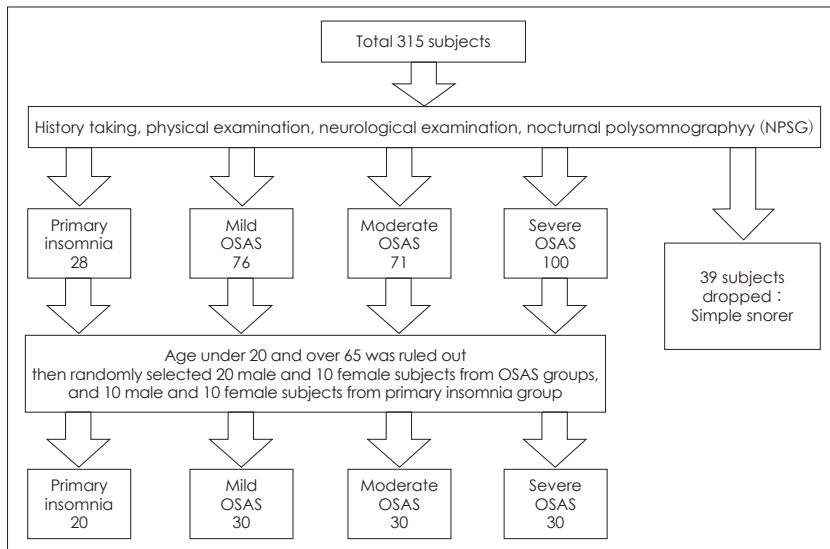 Total 315 subjects
History taking, physical examination, neurological examination, nocturnal polysomnographyy (NPSG)
Primary
insomnia
28
Mild
OSAS
76
Moderate
OSAS
71
Severe
OSAS
100
39 subjects
dropped :
Simple snorer
Age under 20 and over 65 was ruled out
then randomly selected 20 male and 10 female subjects from OSAS groups,
and 10 male and 10 female subjects from primary insomnia group
Primary
insomnia
20
Mild
OSAS
30
Moderate
OSAS
30
Severe
OSAS
30